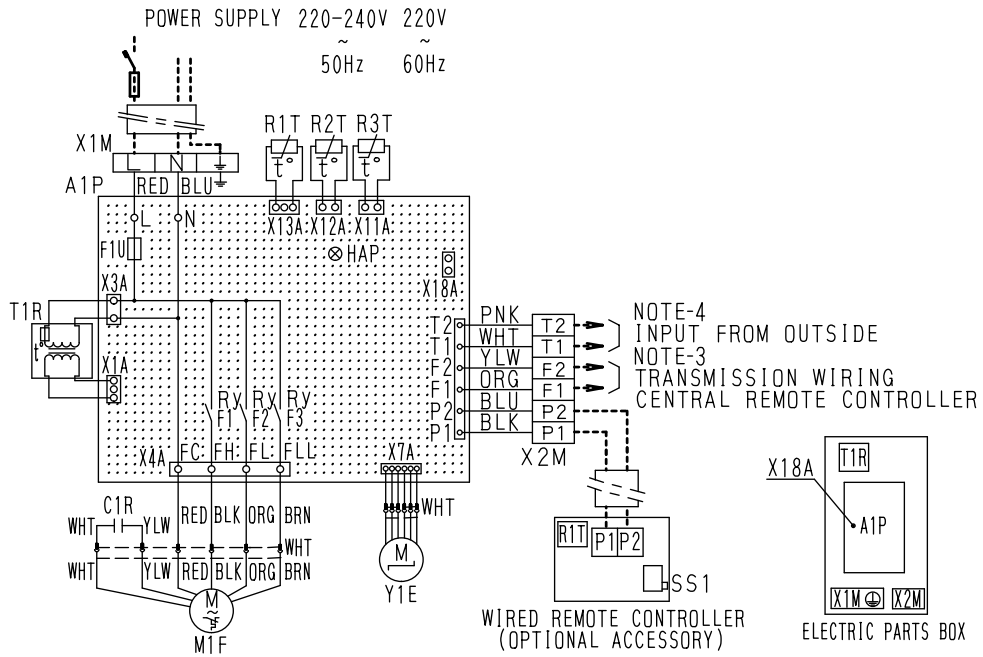 POWER SUPPLY 220-240V 220V
~ ~
50Hz 60Hz
X1M
L N
A1P RED BLU
R1T R2T R3T
t° t° t°
X13A X12A X11A
L N
F1U
HAP
X18A
X3A
T1R
t°
X1A
T2 PNK T2
T1 WHT T1
F2 YLW F2
F1 ORG F1
P2 BLU P2
P1 BLK P1
X2M
NOTE-4
INPUT FROM OUTSIDE
NOTE-3
TRANSMISSION WIRING
CENTRAL REMOTE CONTROLLER
Ry Ry Ry
F1 F2 F3
X4A FC FH FL FLL
X7A
WHT
M
Y1E
C1R
WHT YLW RED BLK ORG BRN
WHT
WHT YLW RED BLK ORG BRN
M
~
M1F
R1T P1 P2
SS1
WIRED REMOTE CONTROLLER
(OPTIONAL ACCESSORY)
X18A
T1R
A1P
X1M X2M
ELECTRIC PARTS BOX